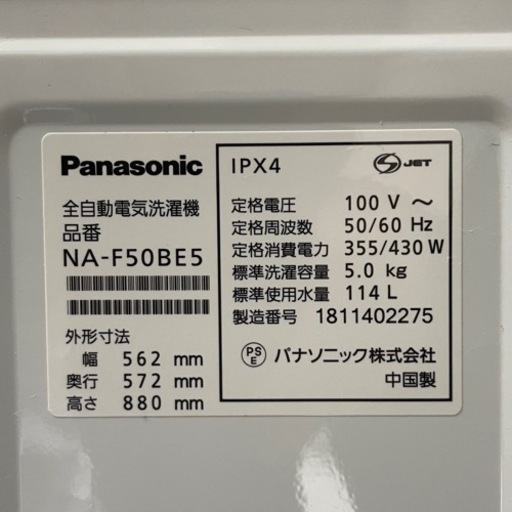 Panasonic
全自動電気洗濯機
品番
NA-F50BE5
外形寸法
幅 562 mm
奥行 572 mm
高さ 880 mm
IPX4
S JET
定格電圧 100 V ～
定格周波数 50/60 Hz
定格消費電力 355/430 W
標準洗濯容量 5.0 kg
標準使用水量 114 L
製造番号 1811402275
PS E パナソニック株式会社
中国製